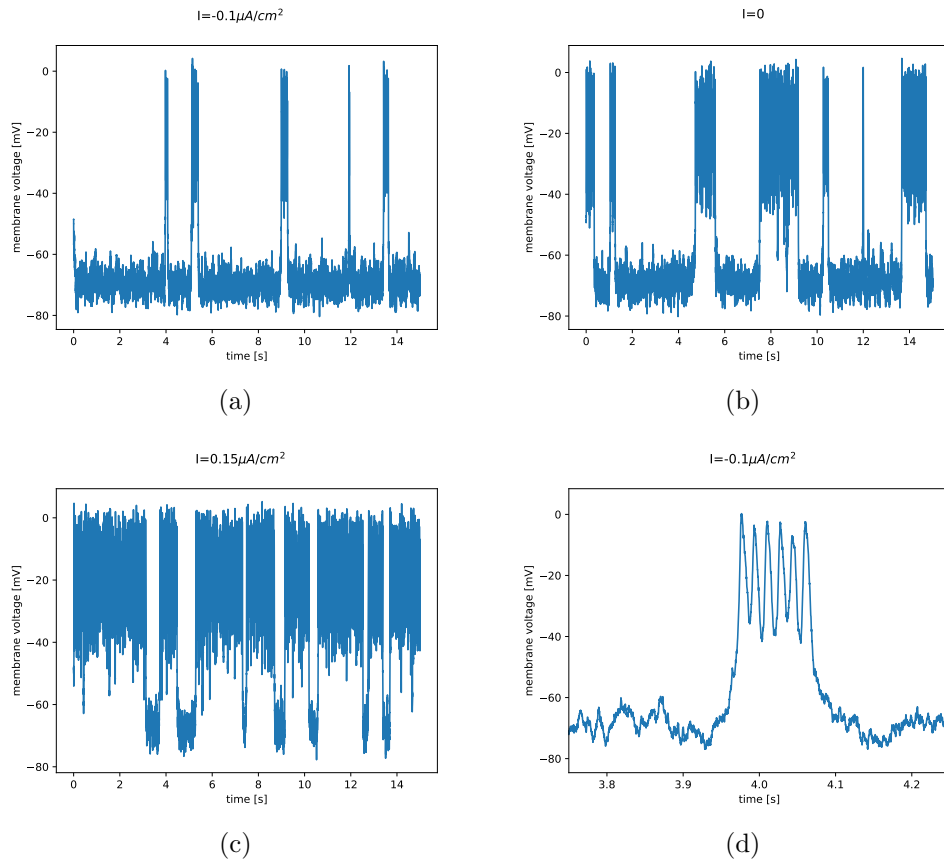 I=-0.1μA/cm²
I=0
0
−20
−40
−60
−80
membrane voltage [mV]
0 2 4 6 8 10 12 14
time [s]
(a)
0
−20
−40
−60
−80
membrane voltage [mV]
0 2 4 6 8 10 12 14
time [s]
(b)
I=0.15μA/cm²
I=-0.1μA/cm²
0
−20
−40
−60
−80
membrane voltage [mV]
0 2 4 6 8 10 12 14
time [s]
(c)
0
−20
−40
−60
−80
membrane voltage [mV]
3.8 3.9 4.0 4.1 4.2
time [s]
(d)